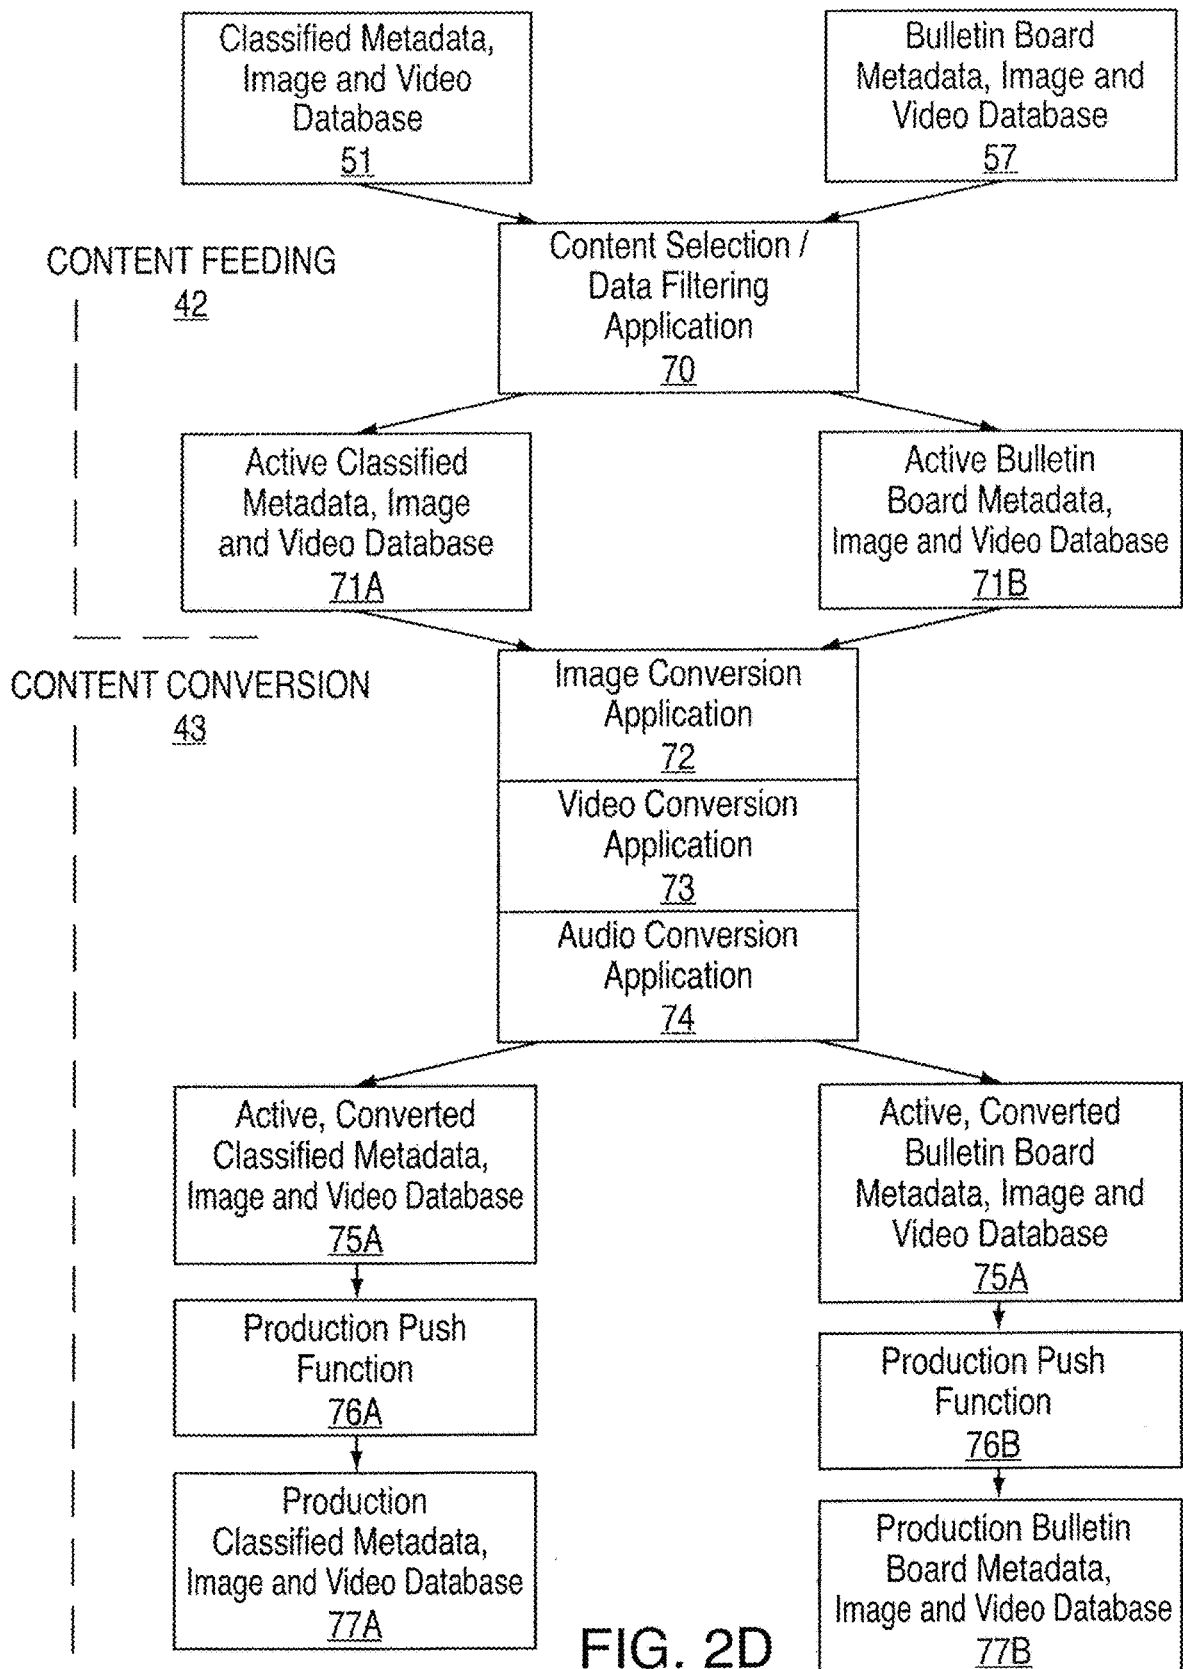 Classified Metadata,
Image and Video
Database
51
Bulletin Board
Metadata, Image and
Video Database
57
CONTENT FEEDING
42
Content Selection /
Data Filtering
Application
70
Active Classified
Metadata, Image
and Video Database
71A
Active Bulletin
Board Metadata,
Image and Video Database
71B
CONTENT CONVERSION
43
Image Conversion
Application
72
Video Conversion
Application
73
Audio Conversion
Application
74
Active, Converted
Classified Metadata,
Image and Video Database
75A
Active, Converted
Bulletin Board
Metadata, Image and
Video Database
75A
Production Push
Function
76A
Production Push
Function
76B
Production
Classified Metadata,
Image and Video Database
77A
Production Bulletin
Board Metadata,
Image and Video Database
77B
FIG. 2D